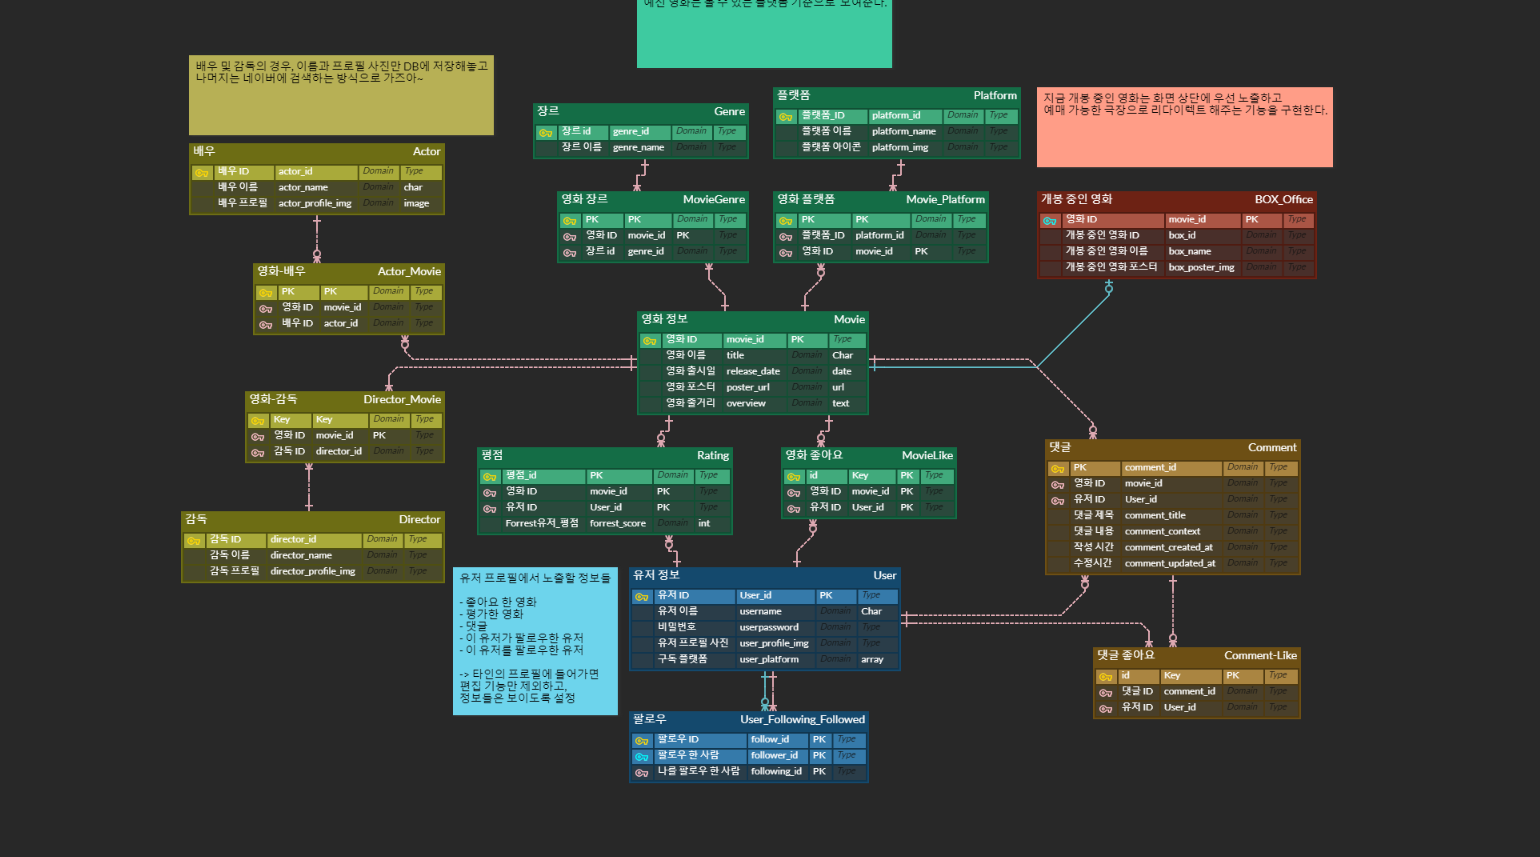 예신 영화는 볼 수 있는 플랫폼 기준으로 보여준다.
배우 및 감독의 경우, 이름과 프로필 사진만 DB에 저장해놓고
나머지는 네이버에 검색하는 방식으로 가즈아~
지금 개봉 중인 영화는 화면 상단에 우선 노출하고
예매 가능한 극장으로 리다이렉트 해주는 기능을 구현한다.
장르 Genre
장르 id genre_id Domain Type
장르 이름 genre_name Domain Type
플랫폼 Platform
플랫폼_ID platform_id Domain Type
플랫폼 이름 platform_name Domain Type
플랫폼 아이콘 platform_img Domain Type
배우 Actor
배우 ID actor_id Domain Type
배우 이름 actor_name Domain char
배우 프로필 actor_profile_img Domain image
영화 장르 MovieGenre
PK PK Domain Type
영화 ID movie_id PK Type
장르 id genre_id Domain Type
영화 플랫폼 Movie_Platform
PK PK Domain Type
플랫폼_ID platform_id Domain Type
영화 ID movie_id PK Type
개봉 중인 영화 BOX_Office
영화 ID movie_id PK Type
개봉 중인 영화 ID box_id Domain Type
개봉 중인 영화 이름 box_name Domain Type
개봉 중인 영화 포스터 box_poster_img Domain Type
영화-배우 Actor_Movie
PK PK Domain Type
영화 ID movie_id Domain Type
배우 ID actor_id Domain Type
영화 정보 Movie
영화 ID movie_id PK Type
영화 이름 title Domain Char
영화 출시일 release_date Domain date
영화 포스터 poster_url Domain url
영화 줄거리 overview Domain text
영화-감독 Director_Movie
Key Key Domain Type
영화 ID movie_id PK Type
감독 ID director_id Domain Type
평점 Rating
평점_id PK Domain Type
영화 ID movie_id PK Type
유저 ID User_id PK Type
Forrest유저_평점 forrest_score Domain int
영화 좋아요 MovieLike
id Key PK Type
영화 ID movie_id PK Type
유저 ID User_id PK Type
댓글 Comment
PK comment_id Domain Type
영화 ID movie_id Domain Type
유저 ID User_id Domain Type
댓글 제목 comment_title Domain Type
댓글 내용 comment_context Domain Type
작성 시간 comment_created_at Domain Type
수정시간 comment_updated_at Domain Type
감독 Director
감독 ID director_id Domain Type
감독 이름 director_name Domain Type
감독 프로필 director_profile_img Domain Type
유저 프로필에서 노출할 정보들
- 좋아요 한 영화
- 평가한 영화
- 댓글
- 이 유저가 팔로우한 유저
- 이 유저를 팔로우한 유저
-> 타인의 프로필에 들어가면
편집 기능만 제외하고,
정보들은 보이도록 설정
유저 정보 User
유저 ID User_id PK Type
유저 이름 username Domain Char
비밀번호 userpassword Domain Type
유저 프로필 사진 user_profile_img Domain Type
구독 플랫폼 user_platform Domain array
댓글 좋아요 Comment-Like
id Key PK Type
댓글 ID comment_id Domain Type
유저 ID User_id Domain Type
팔로우 User_Following_Followed
팔로우 ID follow_id PK Type
팔로우 한 사람 follower_id PK Type
나를 팔로우 한 사람 following_id PK Type